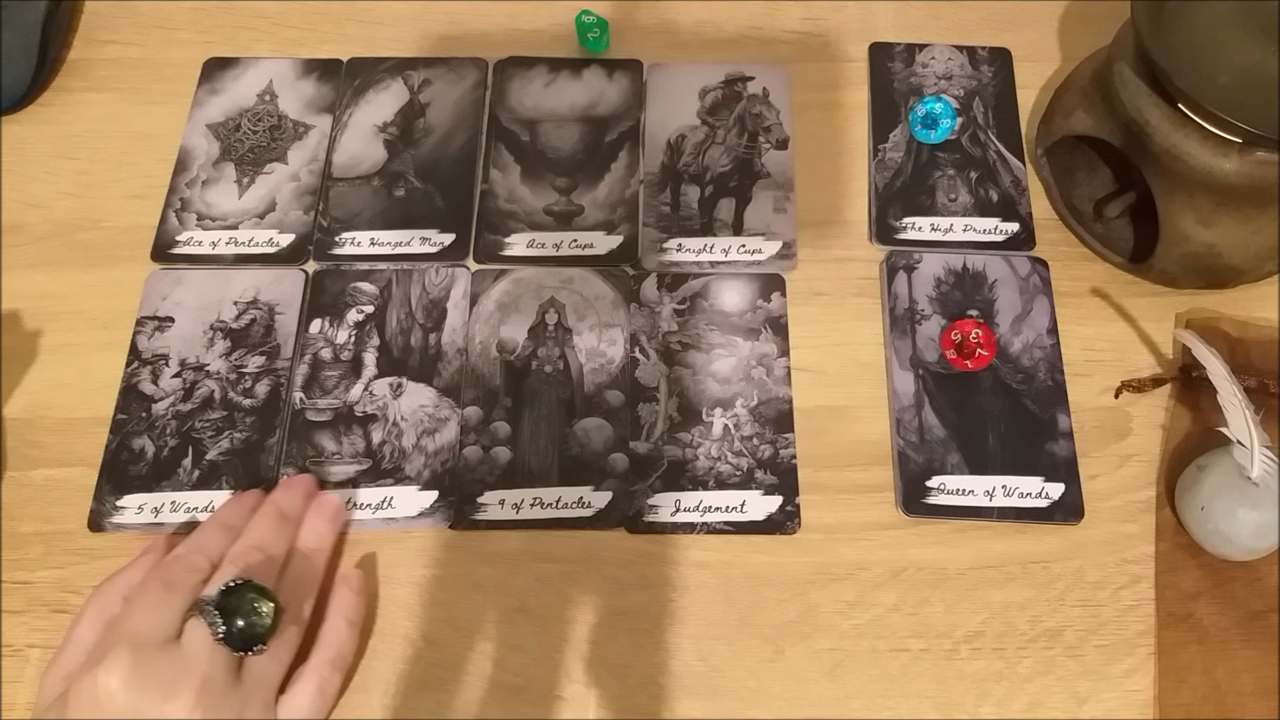 Ace of Pentacles
The Hanged Man
Ace of Cups
Knight of Cups
The High Priestess
5 of Wands
trength
9 of Pentacles
Judgement
Queen of Wands